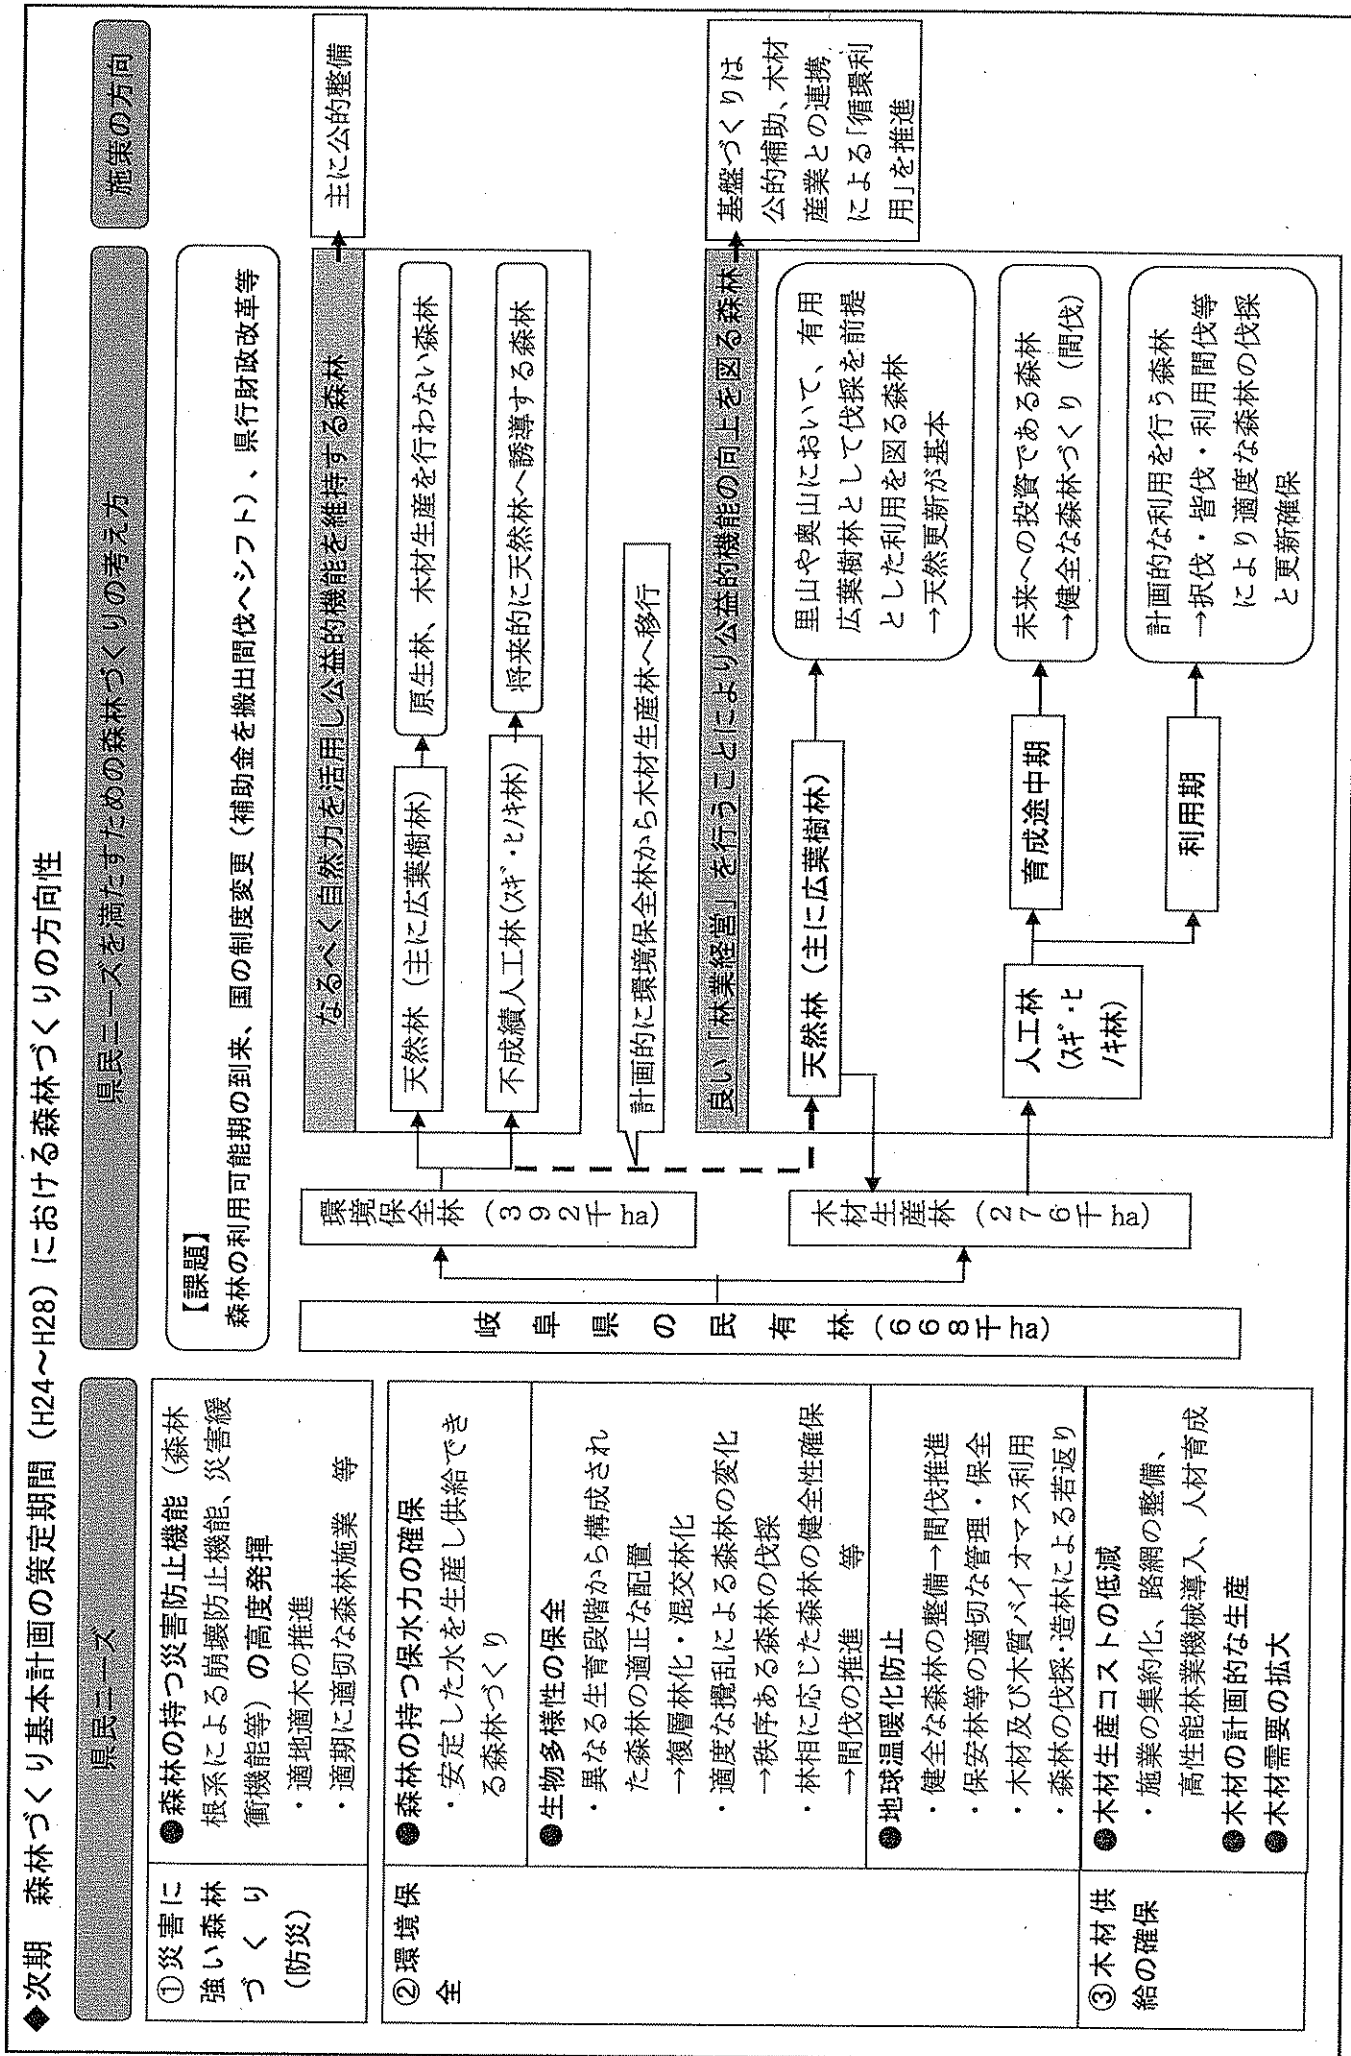 ◆次期　森林づくり基本計画の策定期間（H24～H28）における森林づくりの方向性
県民ニーズ
①災害に
強い森林
づくり
（防災）
●森林の持つ災害防止機能（森林
根系による崩壊防止機能、災害緩
衝機能等）の高度発揮
・適地適木の推進
・適期に適切な森林施業　等
②環境保
全
●森林の持つ保水力の確保
・安定した水を生産し供給でき
る森林づくり
●生物多様性の保全
・異なる生育段階から構成され
た森林の適正な配置
→複層林化・混交林化
・適度な攪乱による森林の変化
→秩序ある森林の伐採
・林相に応じた森林の健全性確保
→間伐の推進　　等
●地球温暖化防止
・健全な森林の整備→間伐推進
・保安林等の適切な管理・保全
・木材及び木質バイオマス利用
・森林の伐採・造林による若返り
③木材供
給の確保
●木材生産コストの低減
・施業の集約化、路網の整備、
高性能林業機械導入、人材育成
●木材の計画的な生産
●木材需要の拡大
県民ニーズを満たすための森林づくりの考え方
【課題】
森林の利用可能期の到来、国の制度変更（補助金を搬出間伐へシフト）、県行財政改革等
岐阜県の民有林（668千ha）
環境保全林（392千ha）
木材生産林（276千ha）
なるべく自然力を活用し公益的機能を維持する森林
天然林（主に広葉樹林）
原生林、木材生産を行わない森林
不成績人工林(ｽｷﾞ･ﾋﾉｷ林)
将来的に天然林へ誘導する森林
計画的に環境保全林から木材生産林へ移行
良い「林業経営」を行うことにより公益的機能の向上を図る森林
天然林（主に広葉樹林）
里山や奥山において、有用
広葉樹林として伐採を前提
とした利用を図る森林
→天然更新が基本
人工林
(ｽｷﾞ･ﾋ
ﾉｷ林)
育成途中期
未来への投資である森林
→健全な森林づくり（間伐）
利用期
計画的な利用を行う森林
→択伐・皆伐・利用間伐等
により適度な森林の伐採
と更新確保
施策の方向
主に公的整備
基盤づくりは
公的補助、木材
産業との連携
による「循環利
用」を推進